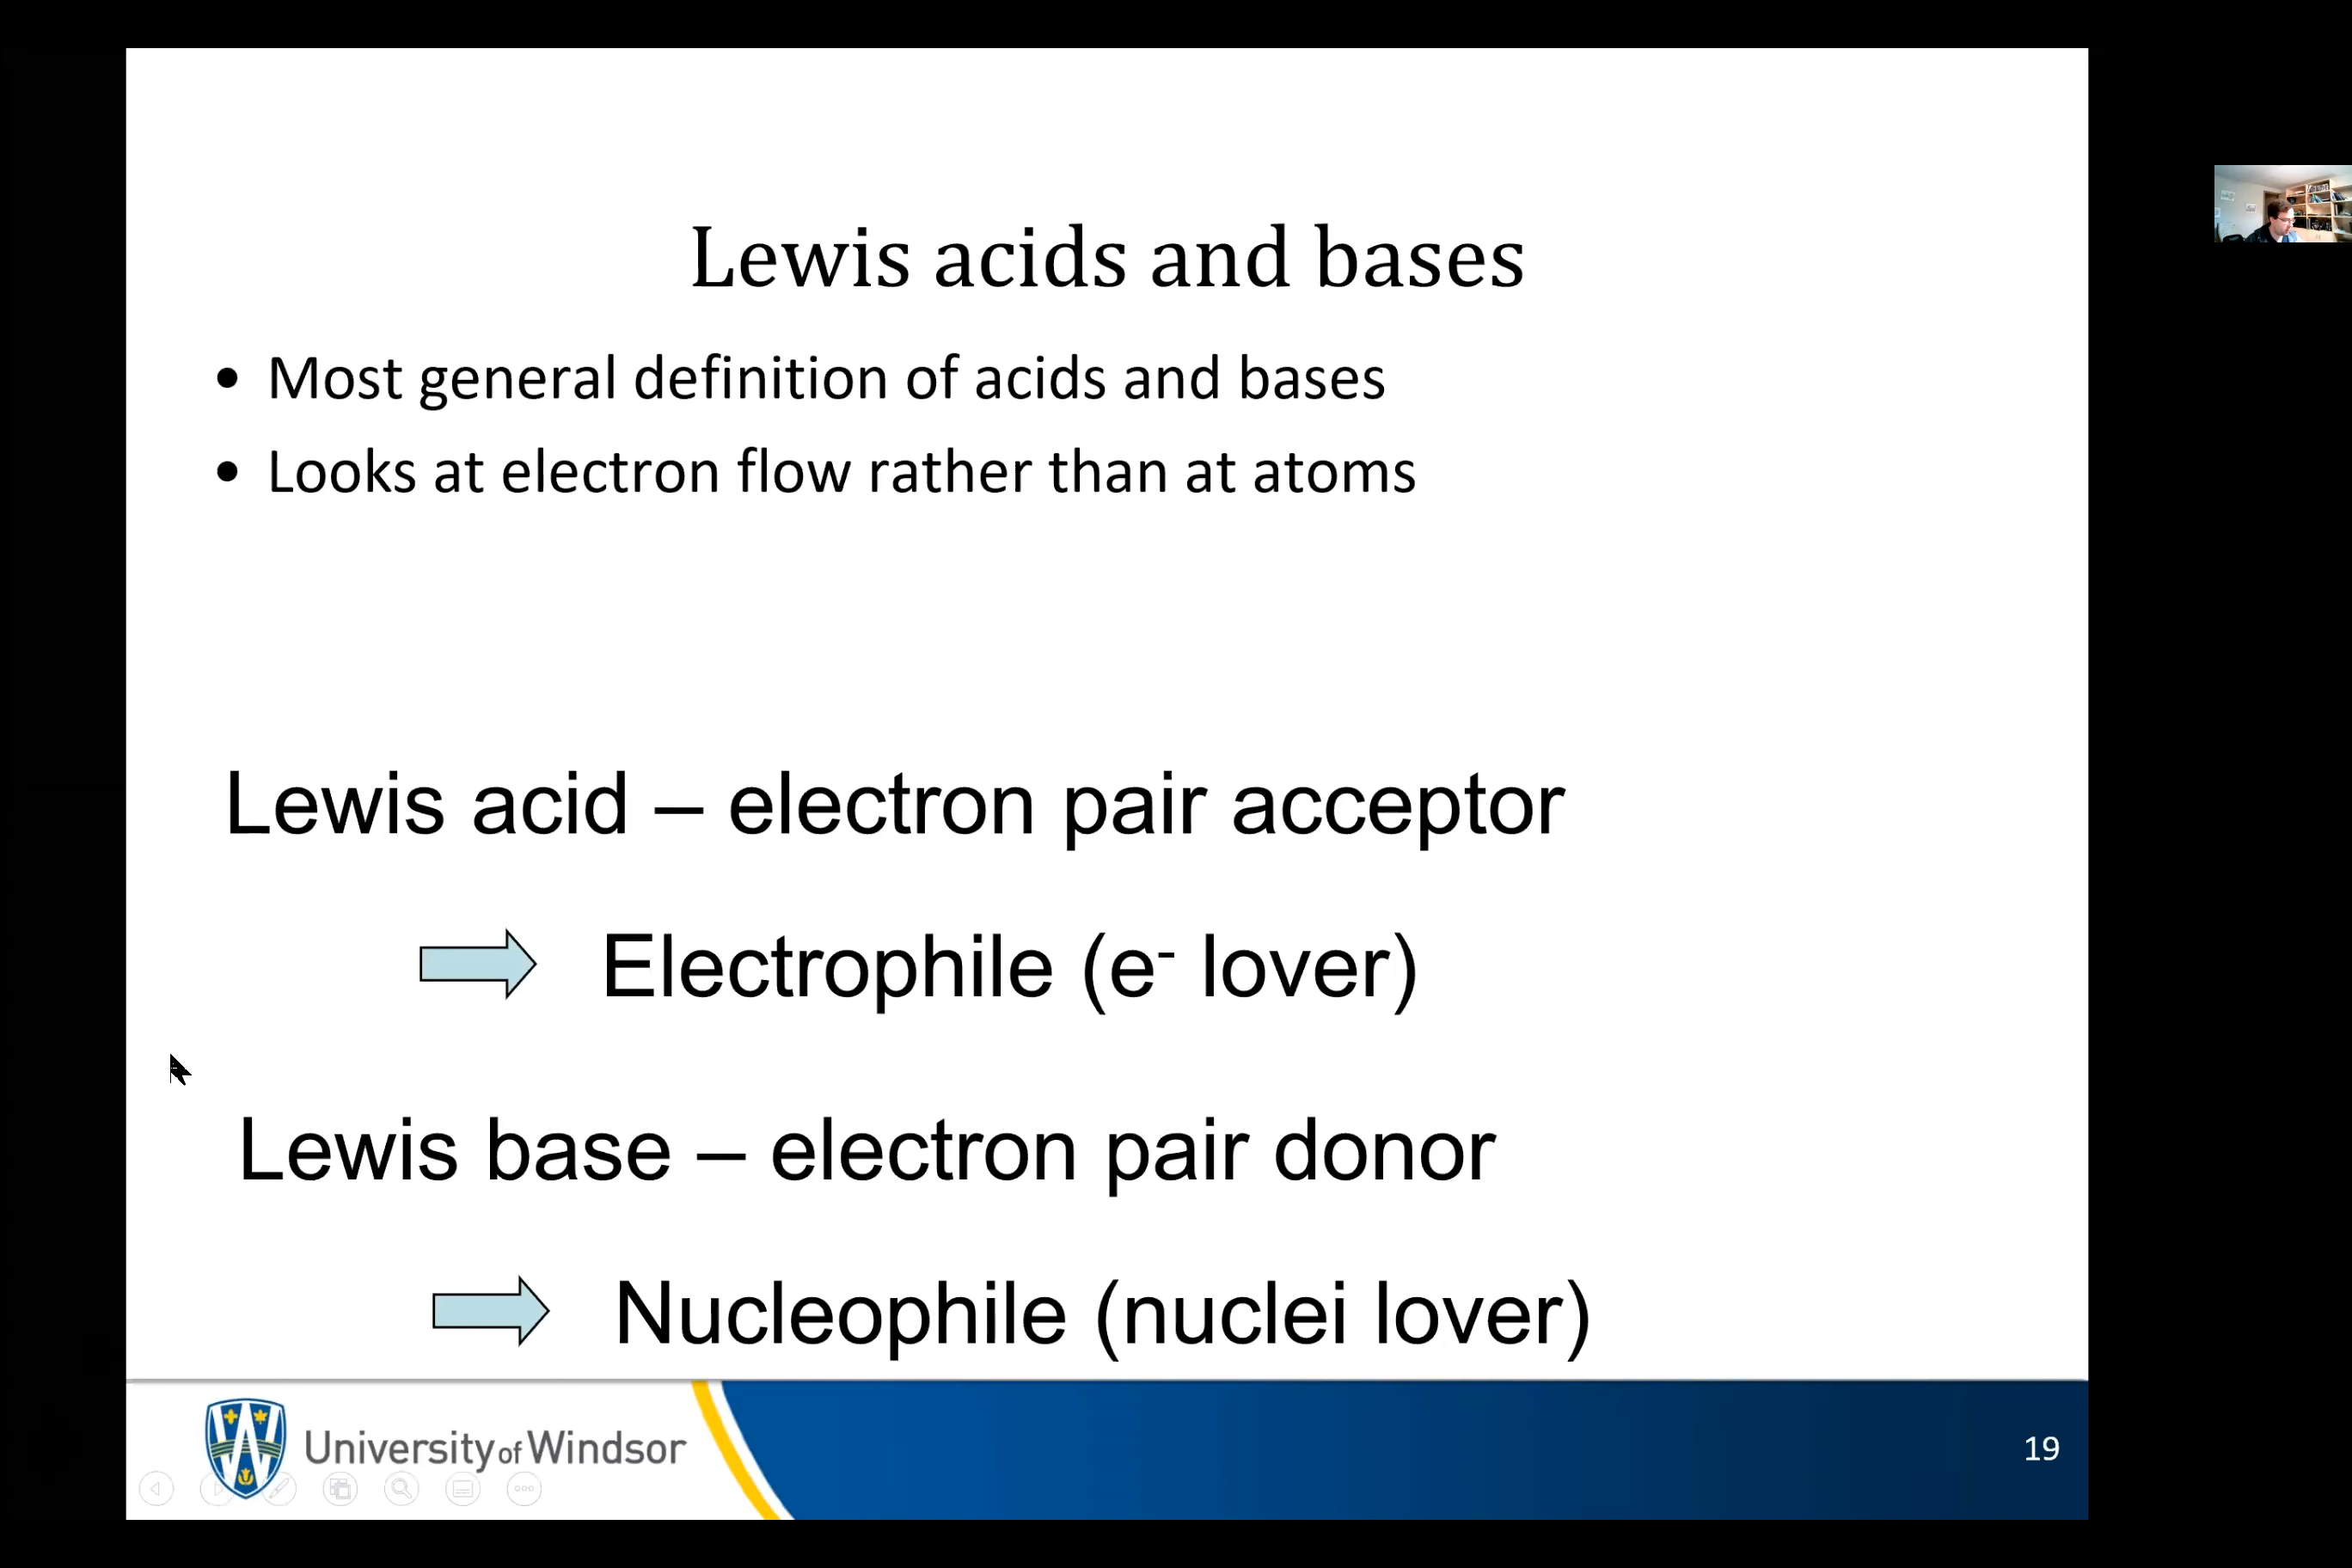 Lewis acids and bases
• Most general definition of acids and bases
• Looks at electron flow rather than at atoms
Lewis acid – electron pair acceptor
Electrophile (e⁻ lover)
Lewis base – electron pair donor
Nucleophile (nuclei lover)
University of Windsor
19